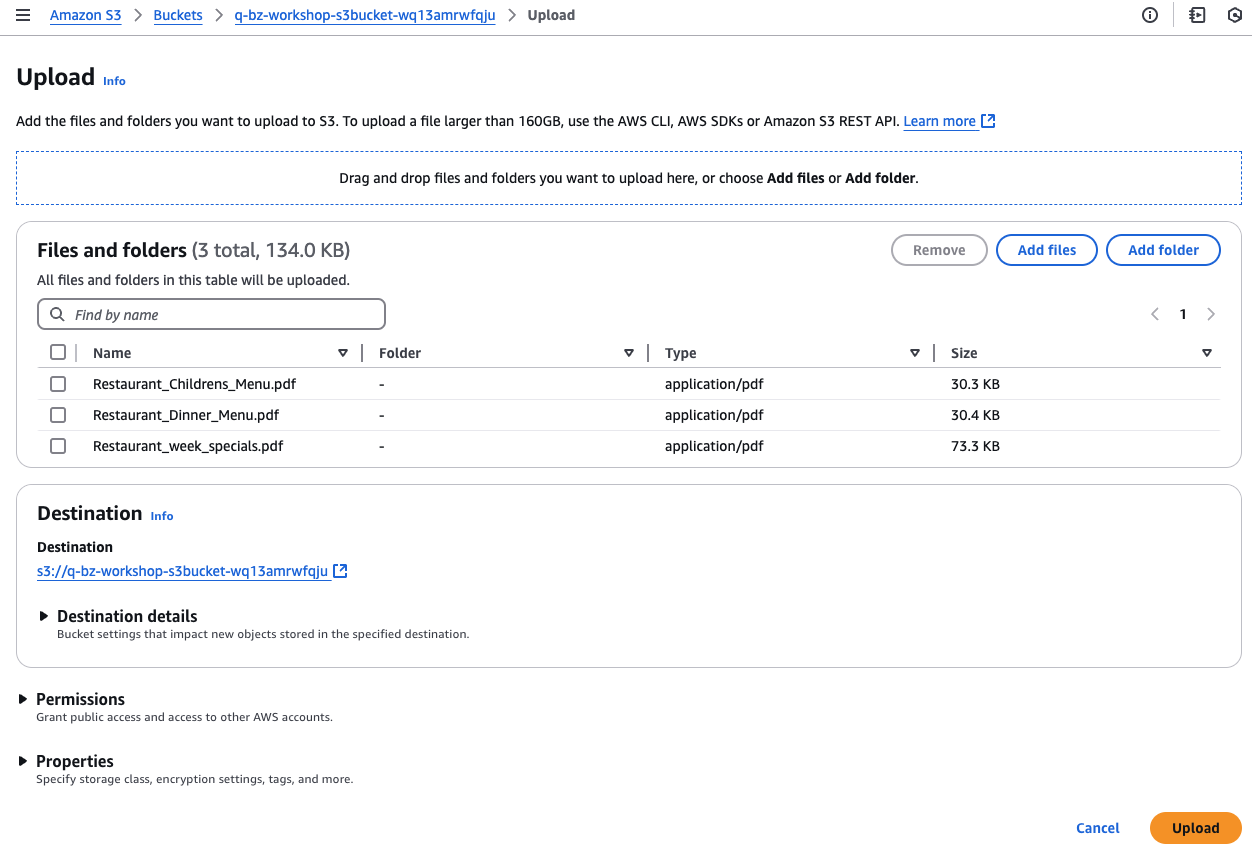 Amazon S3 > Buckets > q-bz-workshop-s3bucket-wq13amrwfqju > Upload
Upload Info
Add the files and folders you want to upload to S3. To upload a file larger than 160GB, use the AWS CLI, AWS SDKs or Amazon S3 REST API. Learn more
Drag and drop files and folders you want to upload here, or choose Add files or Add folder.
Files and folders (3 total, 134.0 KB) Remove Add files Add folder
All files and folders in this table will be uploaded.
Find by name 1
Name Folder Type Size
Restaurant_Childrens_Menu.pdf - application/pdf 30.3 KB
Restaurant_Dinner_Menu.pdf - application/pdf 30.4 KB
Restaurant_week_specials.pdf - application/pdf 73.3 KB
Destination Info
Destination
s3://q-bz-workshop-s3bucket-wq13amrwfqju
Destination details
Bucket settings that impact new objects stored in the specified destination.
Permissions
Grant public access and access to other AWS accounts.
Properties
Specify storage class, encryption settings, tags, and more.
Cancel Upload